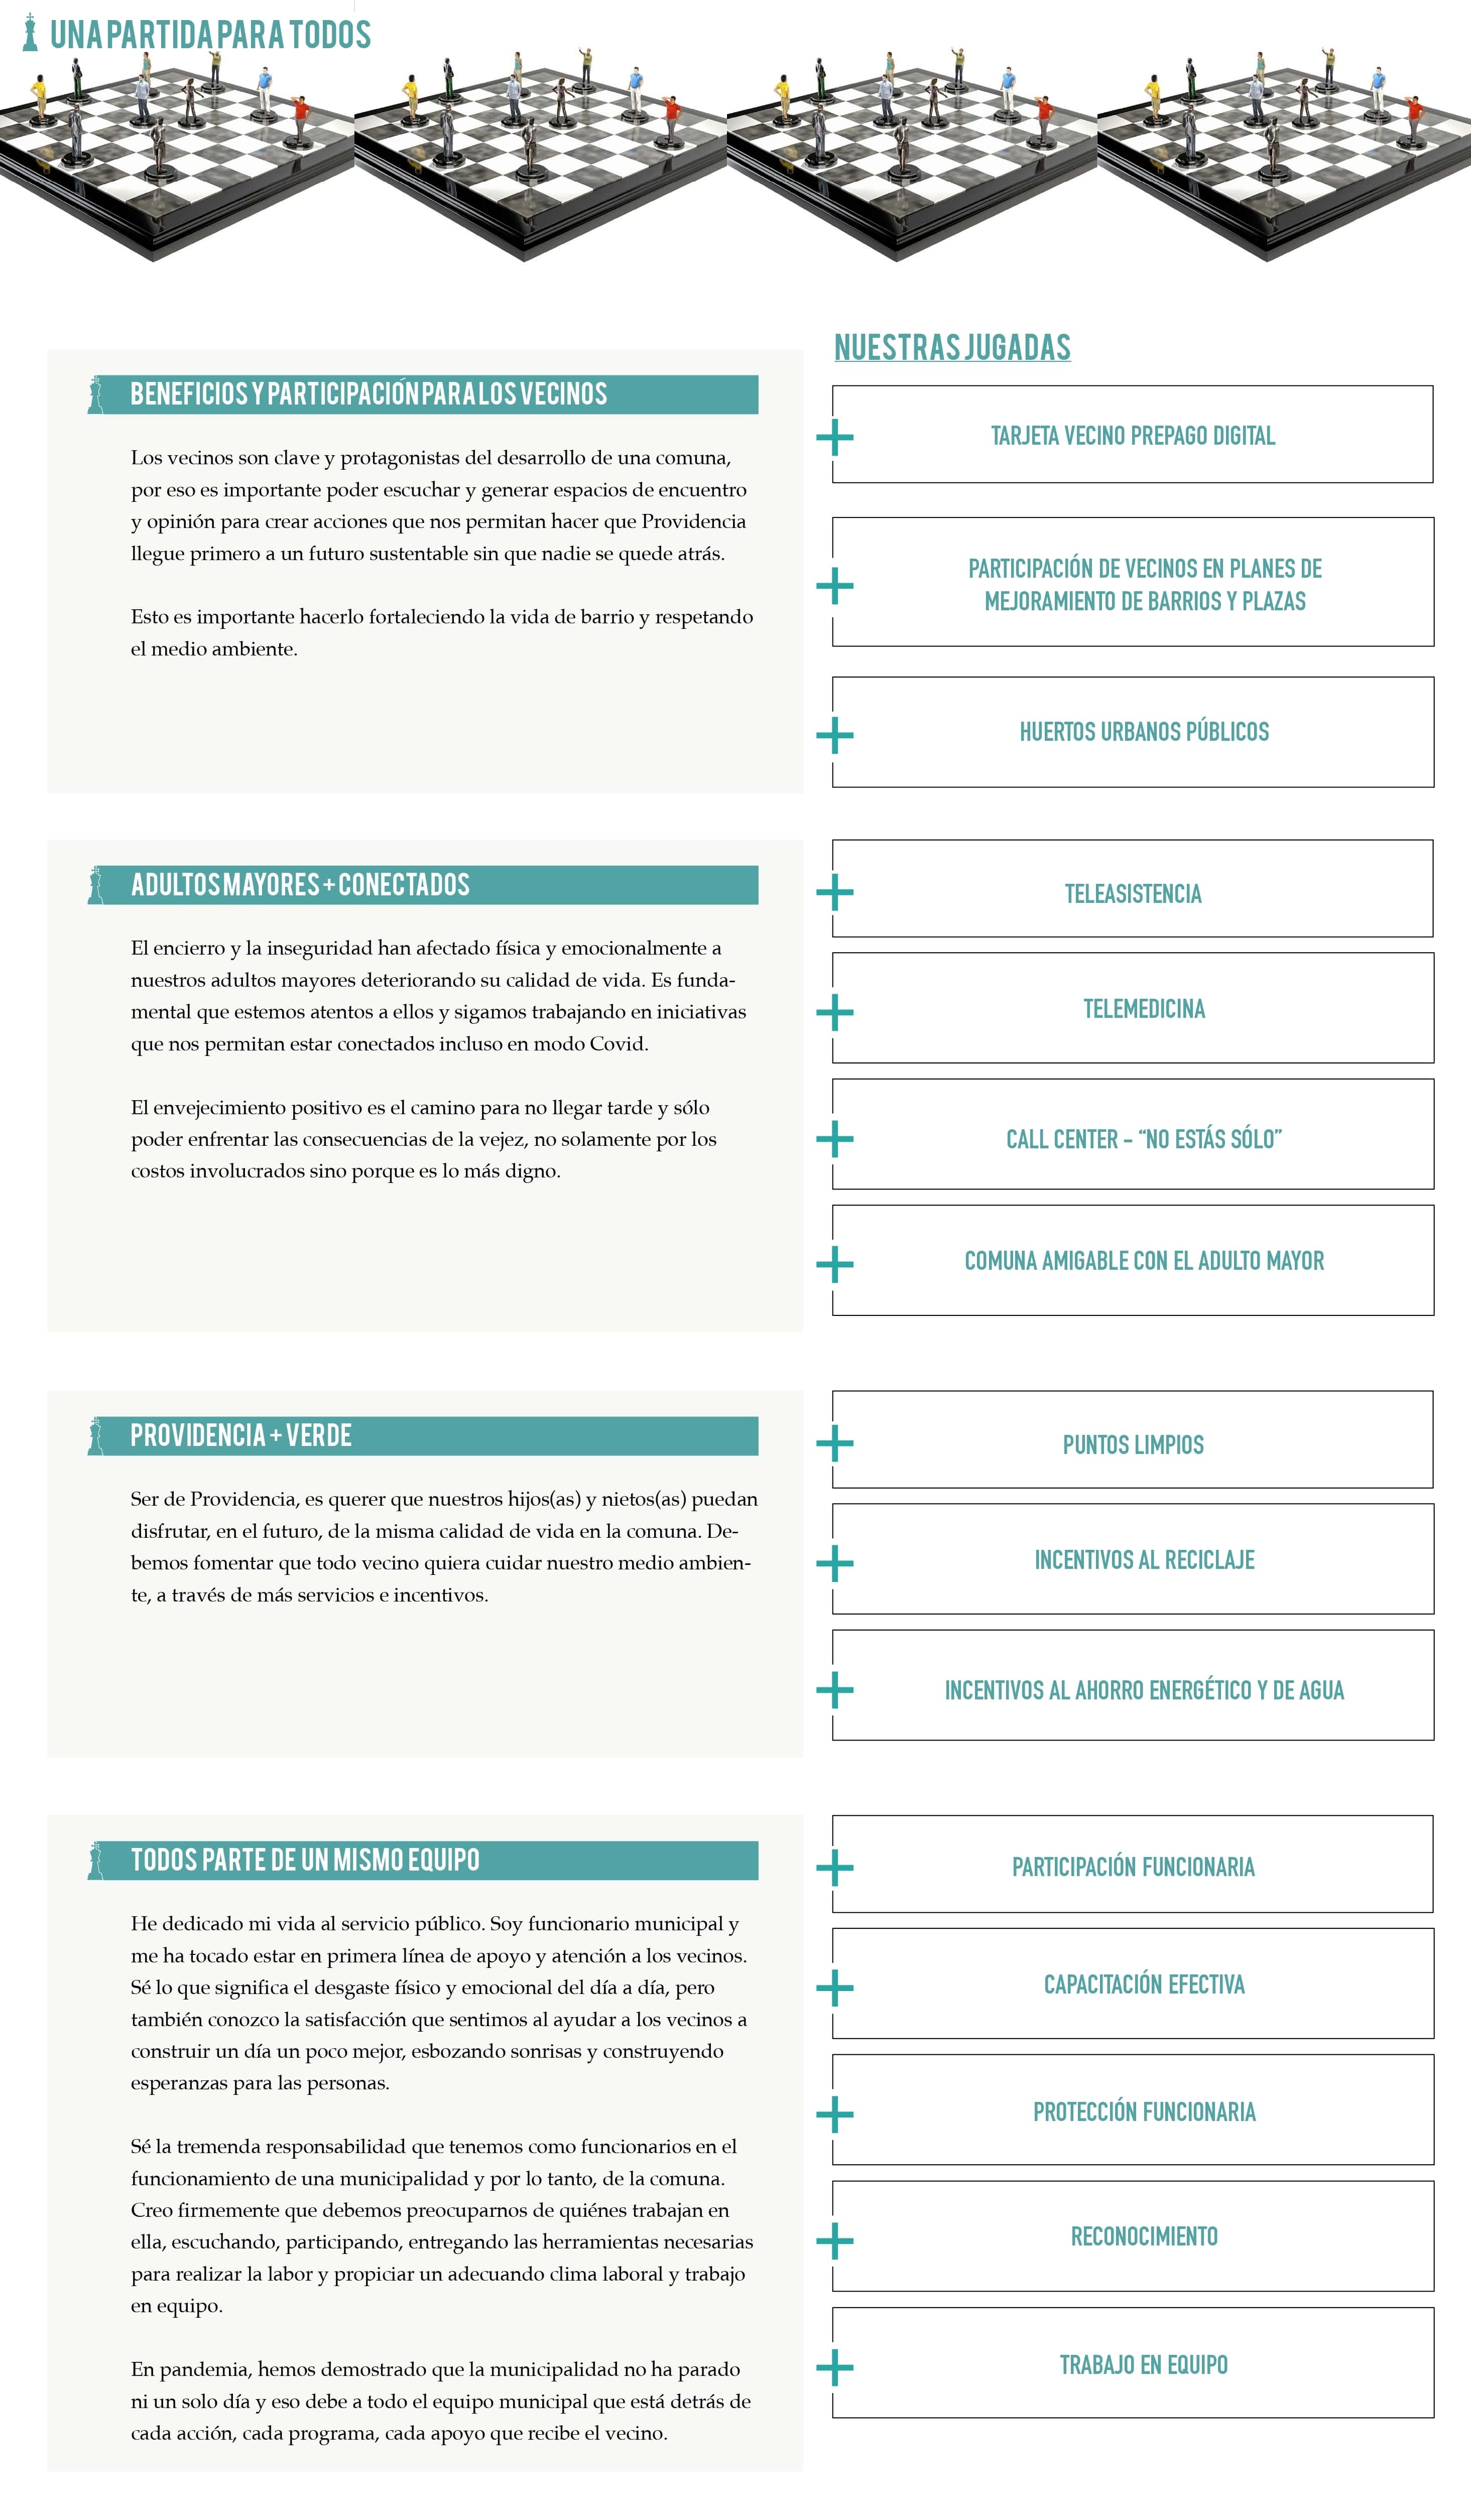 UNA PARTIDA PARA TODOS
NUESTRAS JUGADAS
BENEFICIOS Y PARTICIPACIÓN PARA LOS VECINOS
Los vecinos son clave y protagonistas del desarrollo de una comuna,
por eso es importante poder escuchar y generar espacios de encuentro
y opinión para crear acciones que nos permitan hacer que Providencia
llegue primero a un futuro sustentable sin que nadie se quede atrás.
Esto es importante hacerlo fortaleciendo la vida de barrio y respetando
el medio ambiente.
+ TARJETA VECINO PREPAGO DIGITAL
+ PARTICIPACIÓN DE VECINOS EN PLANES DE
MEJORAMIENTO DE BARRIOS Y PLAZAS
+ HUERTOS URBANOS PÚBLICOS
ADULTOS MAYORES + CONECTADOS
El encierro y la inseguridad han afectado física y emocionalmente a
nuestros adultos mayores deteriorando su calidad de vida. Es funda-
mental que estemos atentos a ellos y sigamos trabajando en iniciativas
que nos permitan estar conectados incluso en modo Covid.
El envejecimiento positivo es el camino para no llegar tarde y sólo
poder enfrentar las consecuencias de la vejez, no solamente por los
costos involucrados sino porque es lo más digno.
+ TELEASISTENCIA
+ TELEMEDICINA
+ CALL CENTER - “NO ESTÁS SÓLO”
+ COMUNA AMIGABLE CON EL ADULTO MAYOR
PROVIDENCIA + VERDE
Ser de Providencia, es querer que nuestros hijos(as) y nietos(as) puedan
disfrutar, en el futuro, de la misma calidad de vida en la comuna. De-
bemos fomentar que todo vecino quiera cuidar nuestro medio ambien-
te, a través de más servicios e incentivos.
+ PUNTOS LIMPIOS
+ INCENTIVOS AL RECICLAJE
+ INCENTIVOS AL AHORRO ENERGÉTICO Y DE AGUA
TODOS PARTE DE UN MISMO EQUIPO
He dedicado mi vida al servicio público. Soy funcionario municipal y
me ha tocado estar en primera línea de apoyo y atención a los vecinos.
Sé lo que significa el desgaste físico y emocional del día a día, pero
también conozco la satisfacción que sentimos al ayudar a los vecinos a
construir un día un poco mejor, esbozando sonrisas y construyendo
esperanzas para las personas.
Sé la tremenda responsabilidad que tenemos como funcionarios en el
funcionamiento de una municipalidad y por lo tanto, de la comuna.
Creo firmemente que debemos preocuparnos de quiénes trabajan en
ella, escuchando, participando, entregando las herramientas necesarias
para realizar la labor y propiciar un adecuando clima laboral y trabajo
en equipo.
En pandemia, hemos demostrado que la municipalidad no ha parado
ni un solo día y eso debe a todo el equipo municipal que está detrás de
cada acción, cada programa, cada apoyo que recibe el vecino.
+ PARTICIPACIÓN FUNCIONARIA
+ CAPACITACIÓN EFECTIVA
+ PROTECCIÓN FUNCIONARIA
+ RECONOCIMIENTO
+ TRABAJO EN EQUIPO